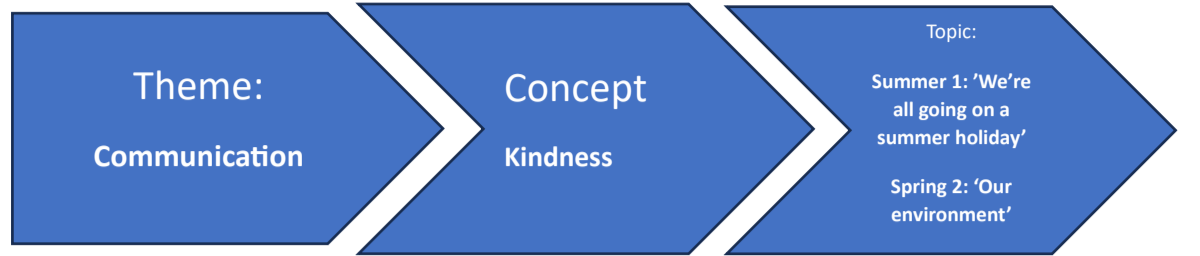 Theme:
Communication
Concept
Kindness
Topic:
Summer 1: ’We’re
all going on a
summer holiday’
Spring 2: ‘Our
environment’